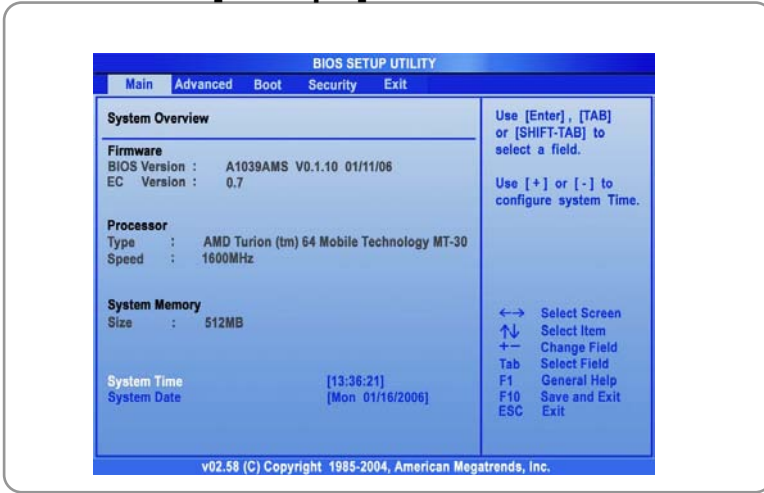 BIOS SETUP UTILITY
Main Advanced Boot Security Exit
System Overview
Firmware
BIOS Version : A1039AMS V0.1.10 01/11/06
EC Version : 0.7
Processor
Type : AMD Turion (tm) 64 Mobile Technology MT-30
Speed : 1600MHz
System Memory
Size : 512MB
System Time [13:36:21]
System Date [Mon 01/16/2006]
Use [Enter], [TAB]
or [SHIFT-TAB] to
select a field.
Use [+] or [-] to
configure system Time.
←→ Select Screen
↑↓ Select Item
+- Change Field
Tab Select Field
F1 General Help
F10 Save and Exit
ESC Exit
v02.58 (C) Copyright 1985-2004, American Megatrends, Inc.